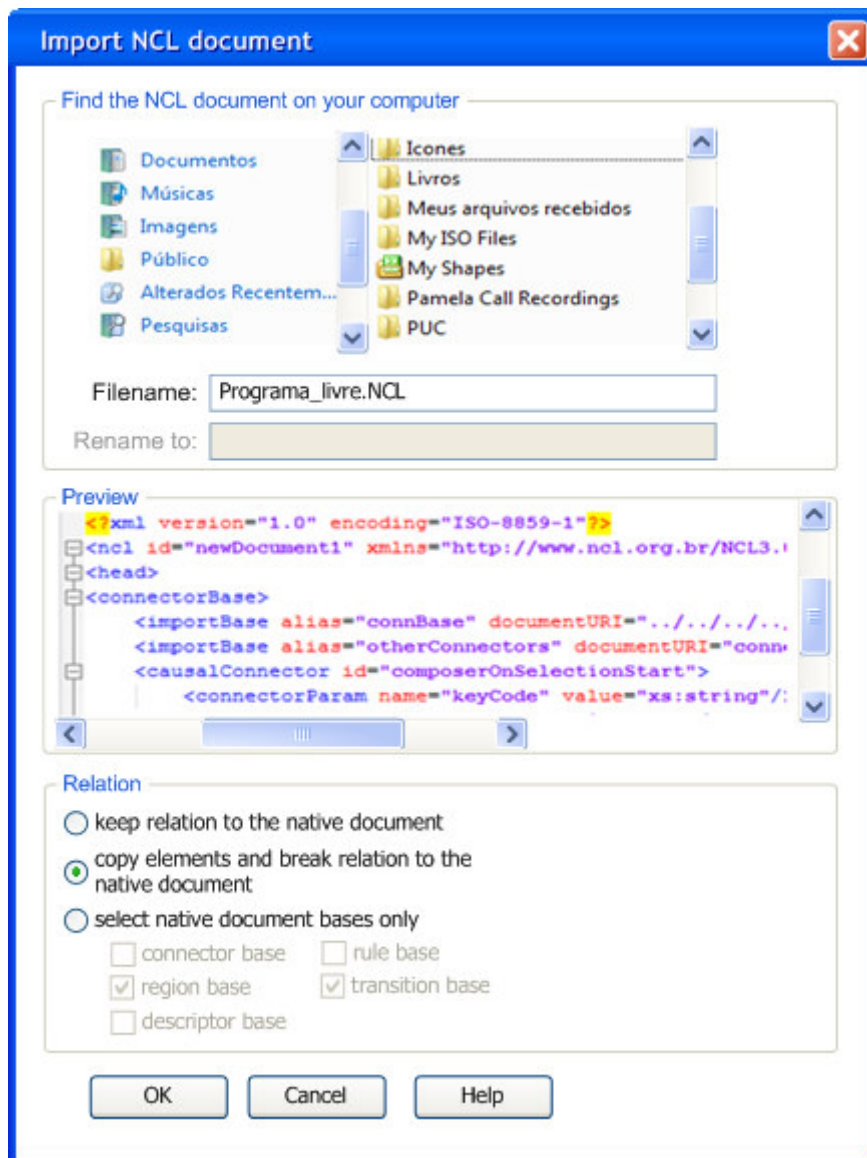 Import NCL document
Find the NCL document on your computer
Documentos
Músicas
Imagens
Público
Alterados Recentem...
Pesquisas
Icones
Livros
Meus arquivos recebidos
My ISO Files
My Shapes
Pamela Call Recordings
PUC
Filename: Programa_livre.NCL
Rename to:
Preview
<?xml version="1.0" encoding="ISO-8859-1"?>
<ncl id="newDocument1" xmlns="http://www.ncl.org.br/NCL3.
<head>
<connectorBase>
<importBase alias="connBase" documentURI="../../../..
<importBase alias="otherConnectors" documentURI="conn
<causalConnector id="composerOnSelectionStart">
<connectorParam name="keyCode" value="xs:string"/
Relation
keep relation to the native document
copy elements and break relation to the
native document
select native document bases only
connector base rule base
region base transition base
descriptor base
OK Cancel Help